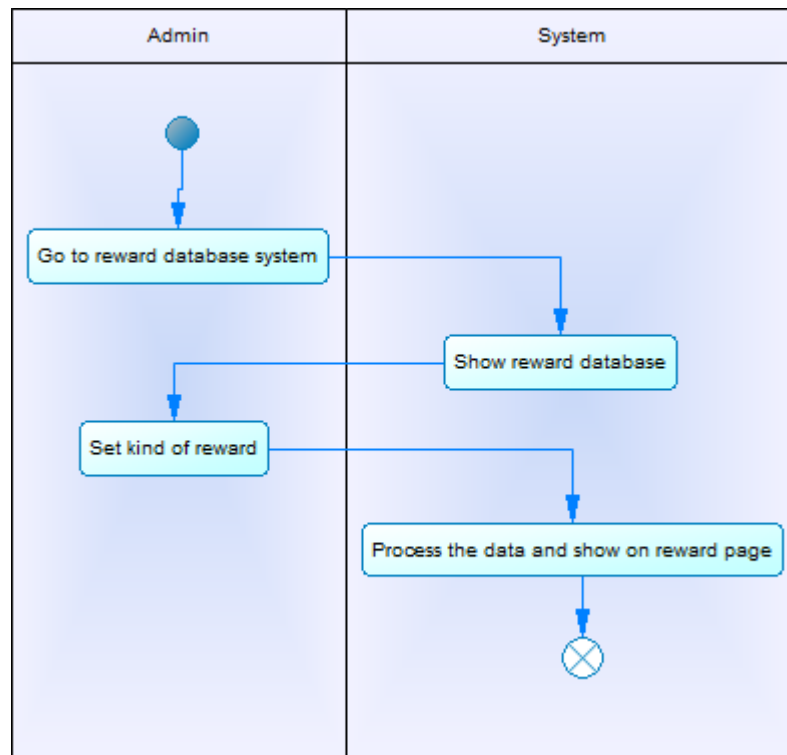 Admin
System
Go to reward database system
Show reward database
Set kind of reward
Process the data and show on reward page